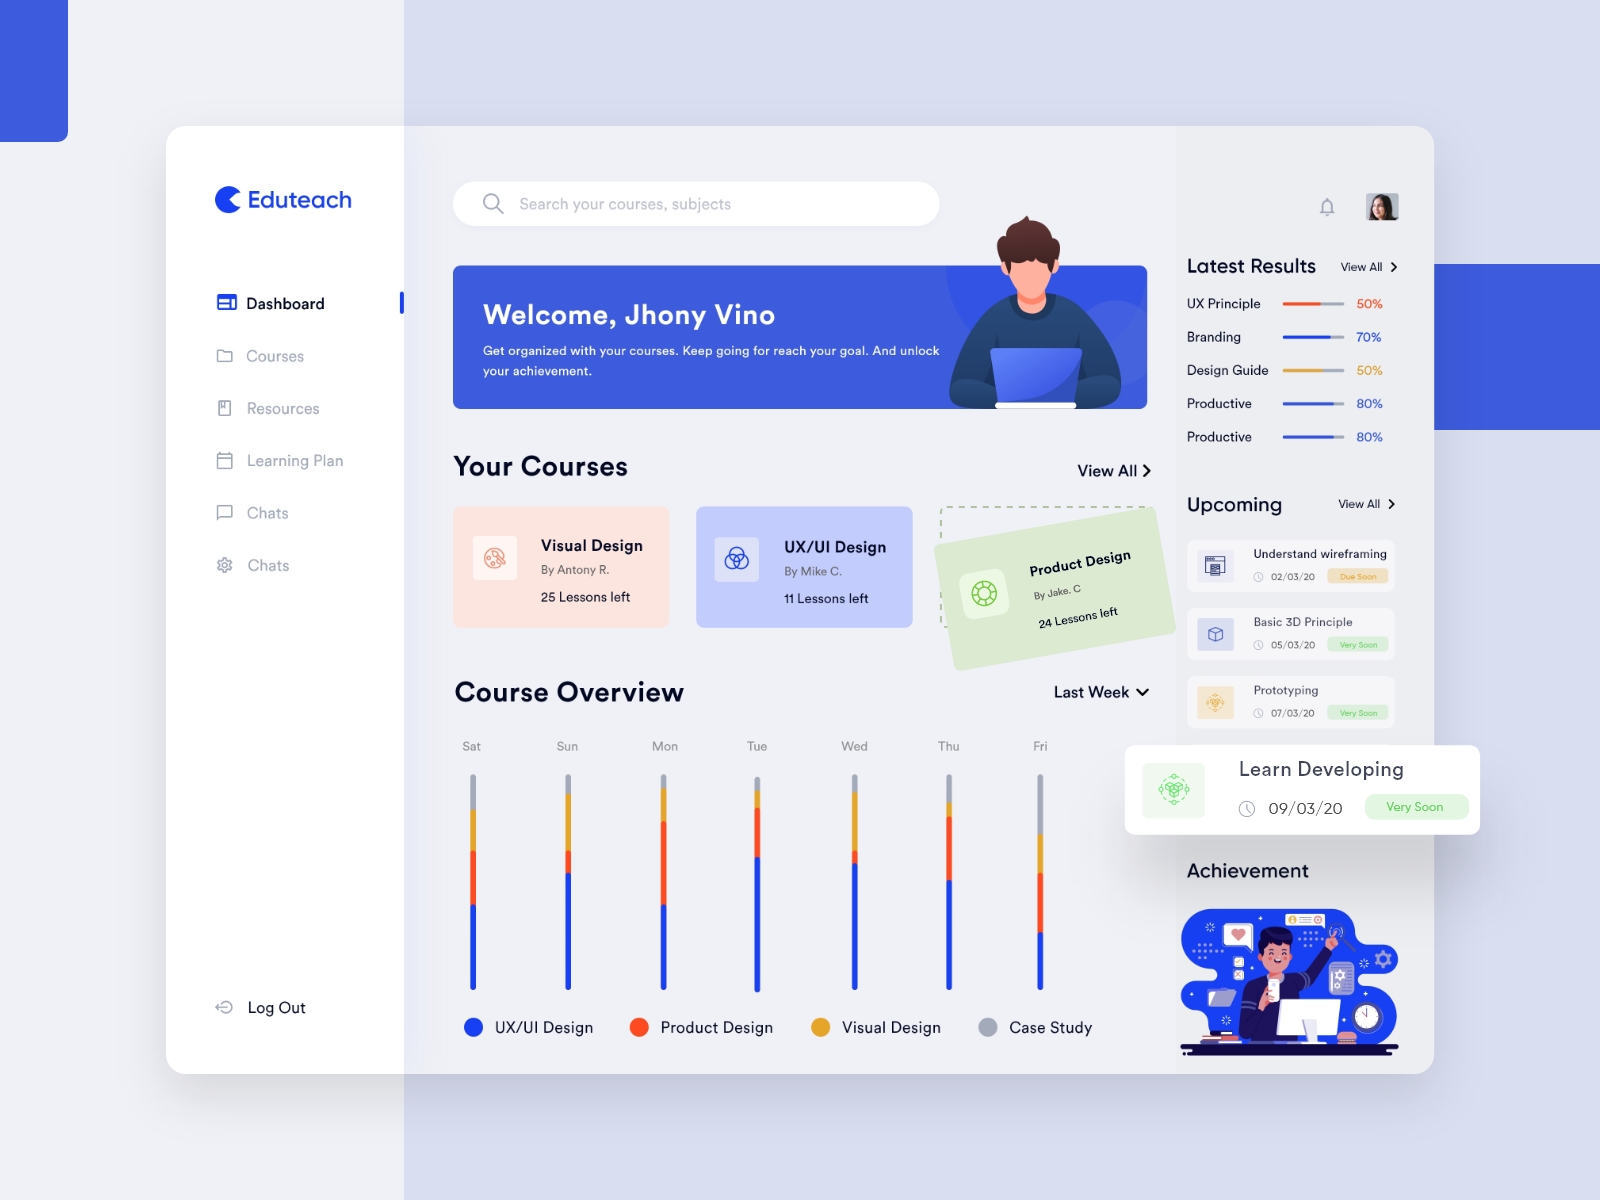 Eduteach
Dashboard
Courses
Resources
Learning Plan
Chats
Chats
Log Out
Search your courses, subjects
Welcome, Jhony Vino
Get organized with your courses. Keep going for reach your goal. And unlock
your achievement.
Your Courses
View All
Visual Design
By Antony R.
25 Lessons left
UX/UI Design
By Mike C.
11 Lessons left
Product Design
By Jake. C
24 Lessons left
Course Overview
Last Week
Sat Sun Mon Tue Wed Thu Fri
UX/UI Design Product Design Visual Design Case Study
Latest Results
View All
UX Principle 50%
Branding 70%
Design Guide 50%
Productive 80%
Productive 80%
Upcoming
View All
Understand wireframing
02/03/20 Due Soon
Basic 3D Principle
05/03/20 Very Soon
Prototyping
07/03/20 Very Soon
Learn Developing
09/03/20 Very Soon
Achievement